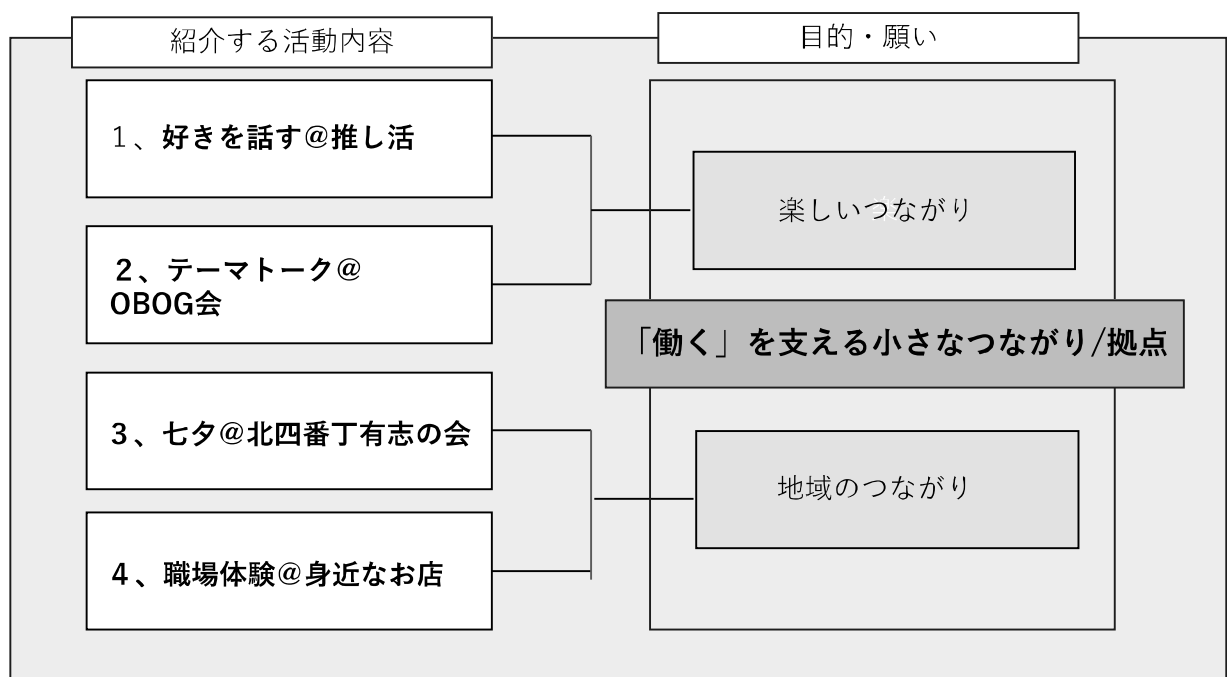 紹介する活動内容
目的・願い
１、好きを話す＠推し活
２、テーマトーク＠
OBOG会
３、七夕＠北四番丁有志の会
４、職場体験＠身近なお店
楽しいつながり
「働く」を支える小さなつながり/拠点
地域のつながり